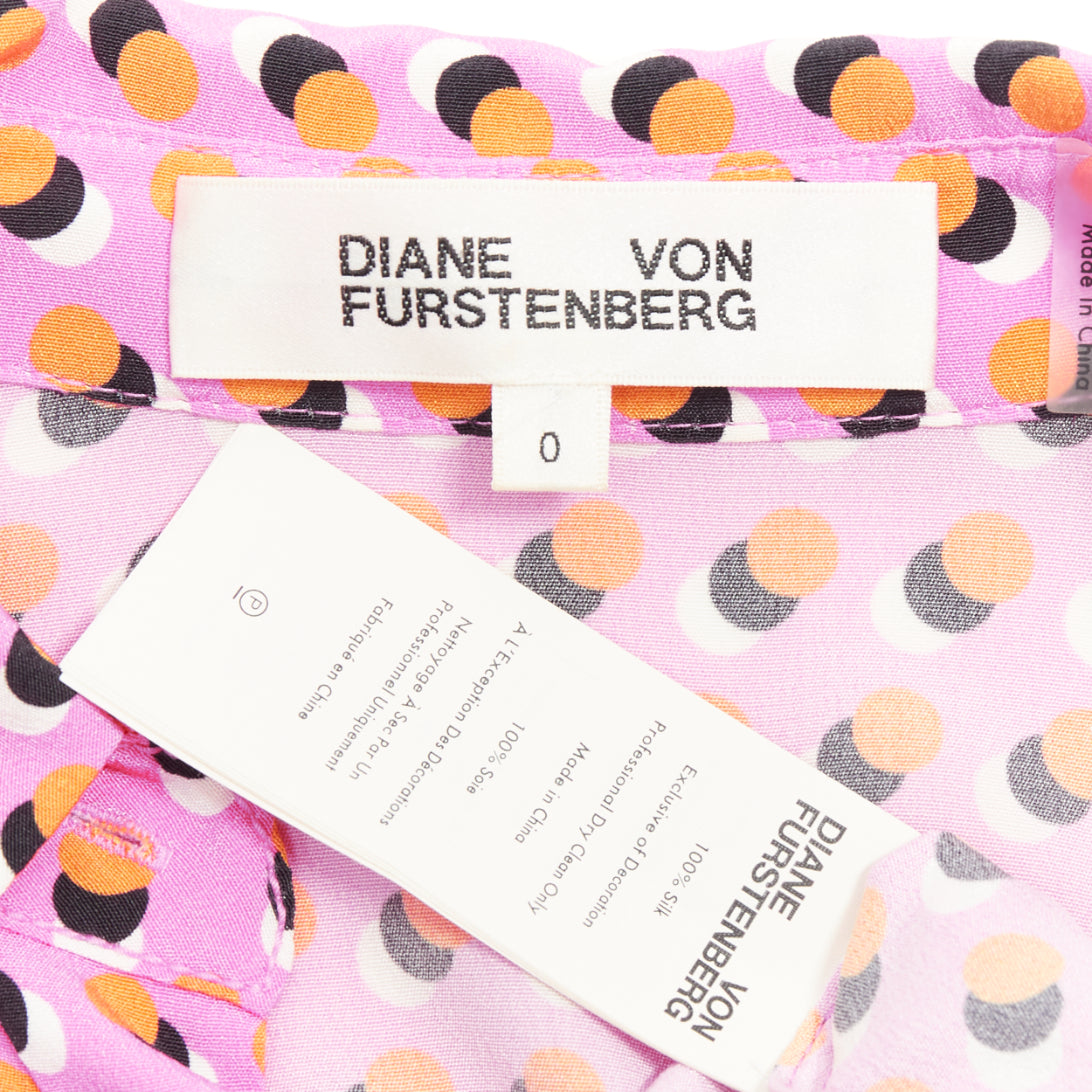 DIANE VON
FURSTENBERG
0
Made in China
DIANE VON
FURSTENBERG
100% Silk
Exclusive of Decoration
Professional Dry Clean Only
Made in China
100% Soie
À L'Exception Des Décorations
Nettoyage À Sec Par Un
Professionnel Uniquement
Fabriqué en Chine
P